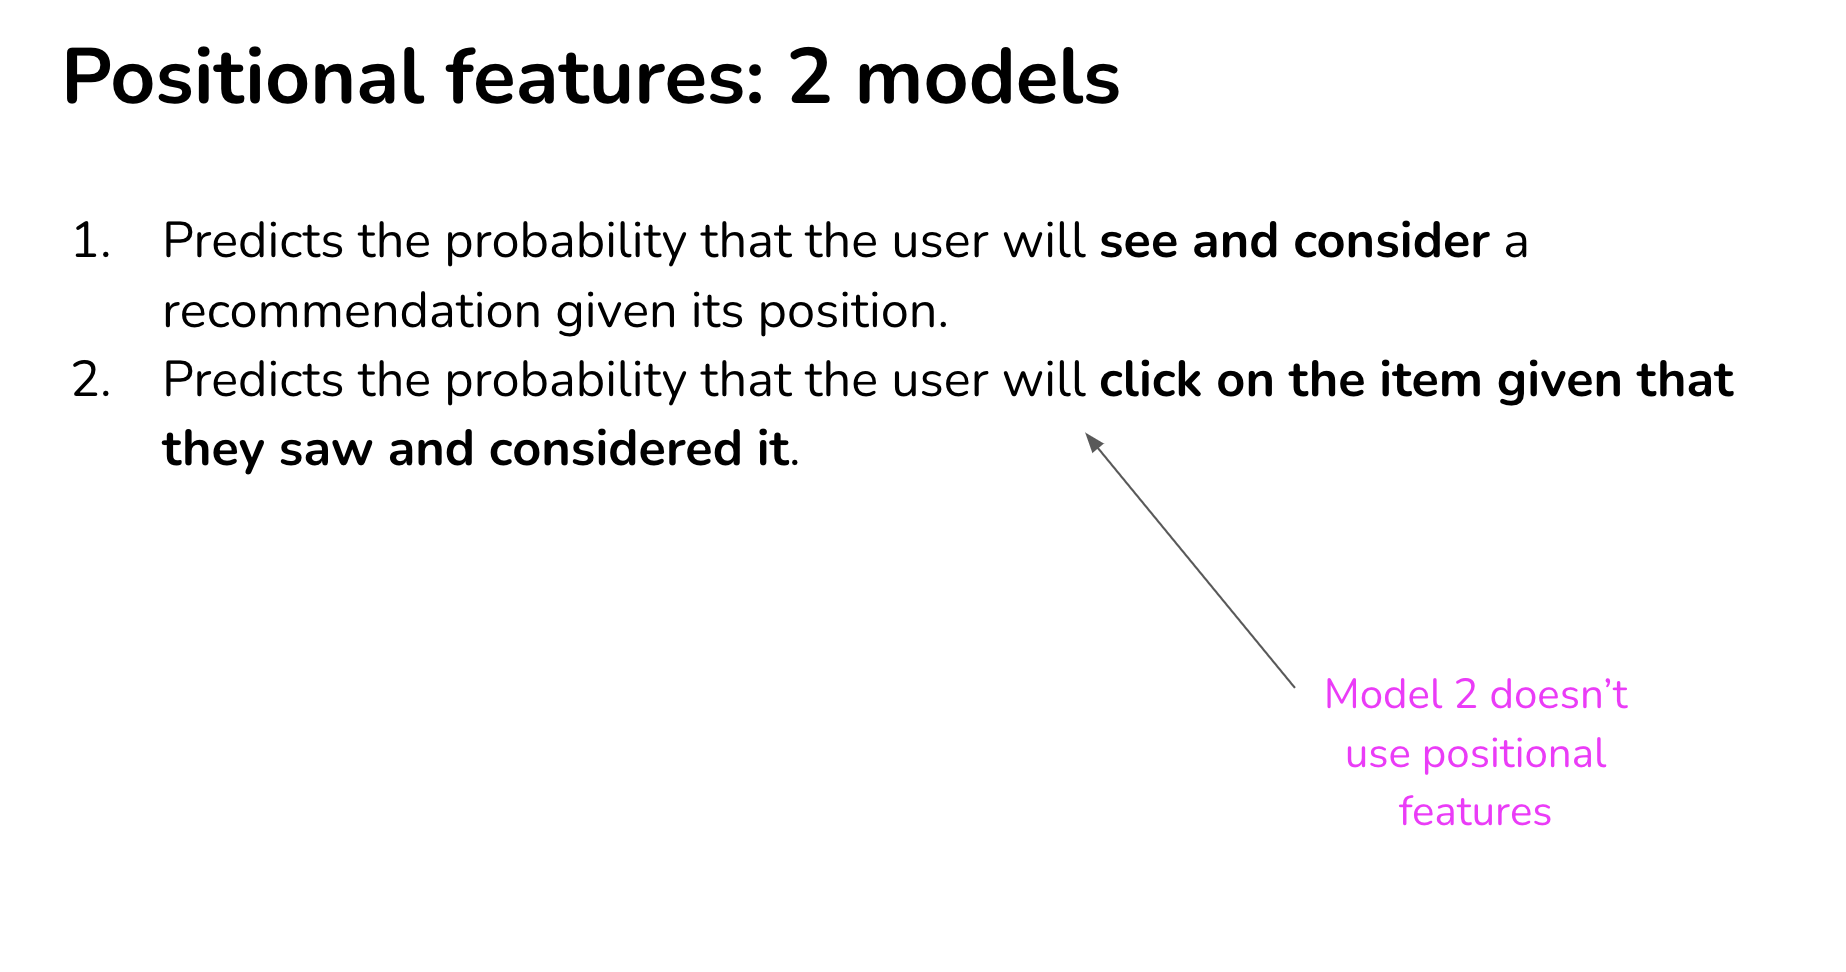 Positional features: 2 models
1. Predicts the probability that the user will see and consider a
recommendation given its position.
2. Predicts the probability that the user will click on the item given that
they saw and considered it.
Model 2 doesn’t
use positional
features